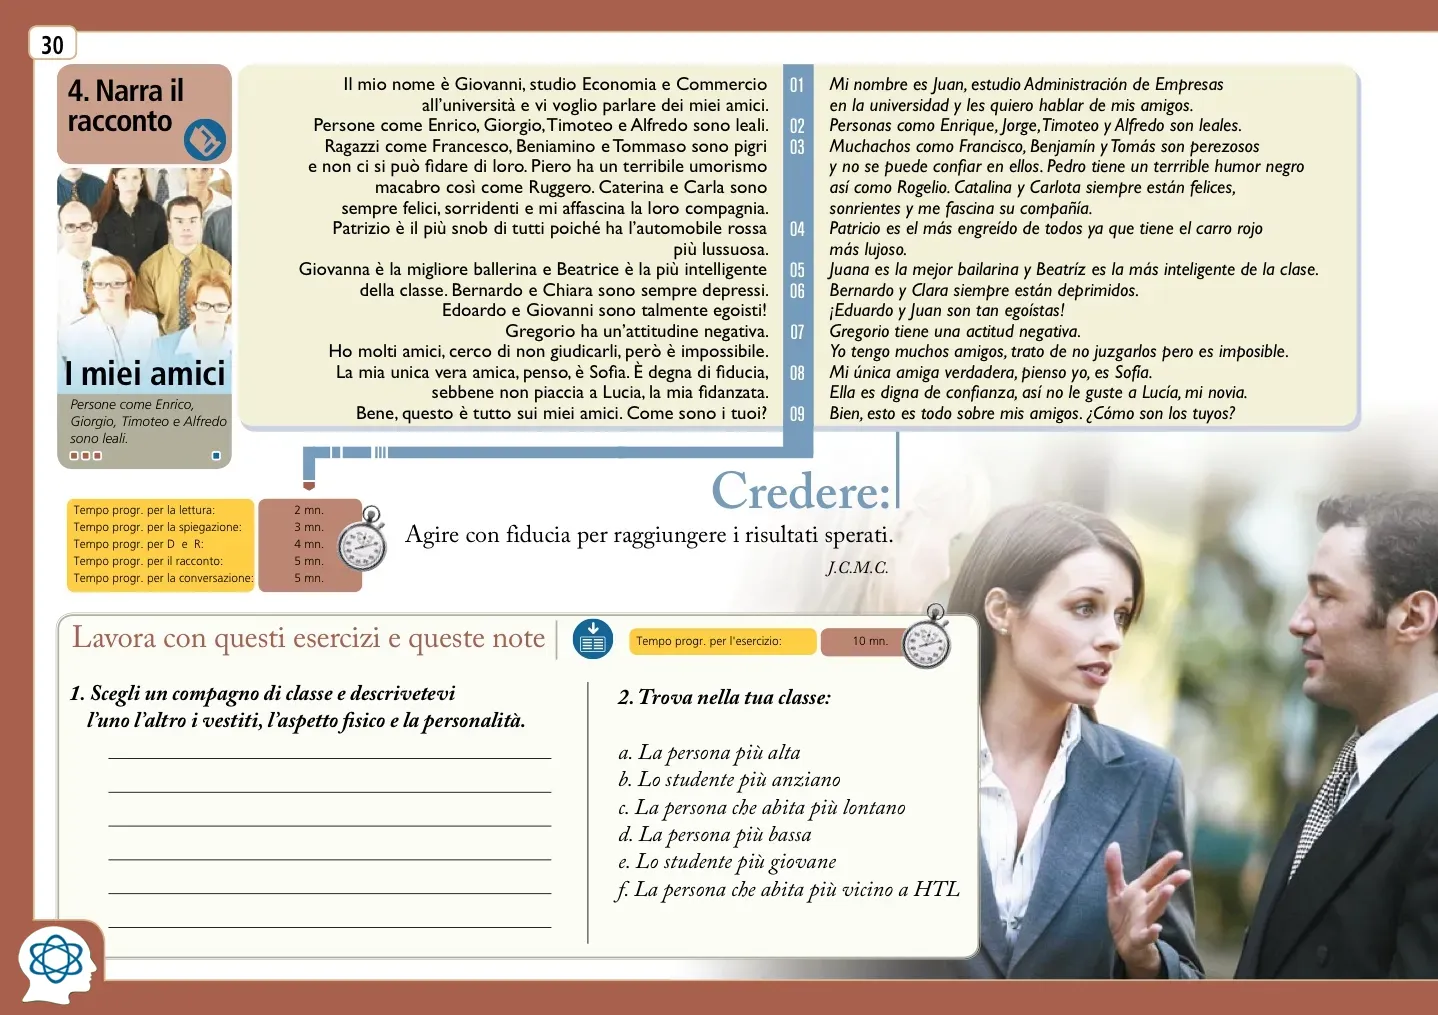 30
4. Narra il
racconto
I miei amici
Persone come Enrico,
Giorgio, Timoteo e Alfredo
sono leali.
Il mio nome è Giovanni, studio Economia e Commercio
all'università e vi voglio parlare dei miei amici.
Persone come Enrico, Giorgio, Timoteo e Alfredo sono leali.
Ragazzi come Francesco, Beniamino e Tommaso sono pigri
e non ci si può fidare di loro. Piero ha un terribile umorismo
macabro così come Ruggero. Caterina e Carla sono
sempre felici, sorridenti e mi affascina la loro compagnia.
Patrizio è il più snob di tutti poiché ha l'automobile rossa
più lussuosa.
Giovanna è la migliore ballerina e Beatrice è la più intelligente
della classe. Bernardo e Chiara sono sempre depressi.
Edoardo e Giovanni sono talmente egoisti!
Gregorio ha un'attitudine negativa.
Ho molti amici, cerco di non giudicarli, però è impossibile.
La mia unica vera amica, penso, è Sofia. È degna di fiducia,
sebbene non piaccia a Lucia, la mia fidanzata.
Bene, questo è tutto sui miei amici. Come sono i tuoi?
01
02
03
04
05
06
07
08
09
Mi nombre es Juan, estudio Administración de Empresas
en la universidad y les quiero hablar de mis amigos.
Personas como Enrique, Jorge, Timoteo y Alfredo son leales.
Muchachos como Francisco, Benjamín y Tomás son perezosos
y no se puede confiar en ellos. Pedro tiene un terrrible humor negro
así como Rogelio. Catalina y Carlota siempre están felices,
sonrientes y me fascina su compañía.
Patricio es el más engreído de todos ya que tiene el carro rojo
más lujoso.
Juana es la mejor bailarina y Beatríz es la más inteligente de la clase.
Bernardo y Clara siempre están deprimidos.
¡Eduardo y Juan son tan egoístas!
Gregorio tiene una actitud negativa.
Yo tengo muchos amigos, trato de no juzgarlos pero es imposible.
Mi única amiga verdadera, pienso yo, es Sofía.
Ella es digna de confianza, así no le guste a Lucía, mi novia.
Bien, esto es todo sobre mis amigos. ¿Cómo son los tuyos?
Tempo progr. per la lettura: 2 mn.
Tempo progr. per la spiegazione: 3 mn.
Tempo progr. per D e R: 4 mn.
Tempo progr. per il racconto: 5 mn.
Tempo progr. per la conversazione: 5 mn.
Credere:
Agire con fiducia per raggiungere i risultati sperati.
J.C.M.C.
Lavora con questi esercizi e queste note
Tempo progr. per l'esercizio: 10 mn.
1. Scegli un compagno di classe e descrivetevi
l'uno l'altro i vestiti, l'aspetto fisico e la personalità.
2. Trova nella tua classe:
a. La persona più alta
b. Lo studente più anziano
c. La persona che abita più lontano
d. La persona più bassa
e. Lo studente più giovane
f. La persona che abita più vicino a HTL